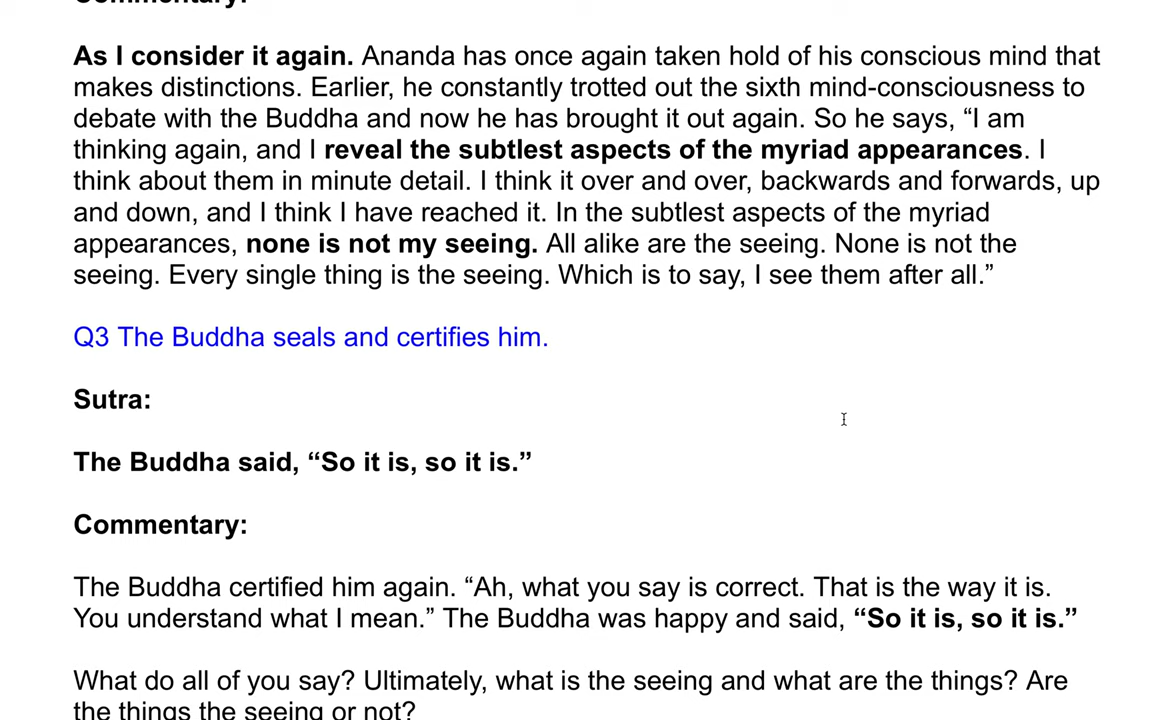 Commentary:
As I consider it again. Ananda has once again taken hold of his conscious mind that
makes distinctions. Earlier, he constantly trotted out the sixth mind-consciousness to
debate with the Buddha and now he has brought it out again. So he says, “I am
thinking again, and I reveal the subtlest aspects of the myriad appearances. I
think about them in minute detail. I think it over and over, backwards and forwards, up
and down, and I think I have reached it. In the subtlest aspects of the myriad
appearances, none is not my seeing. All alike are the seeing. None is not the
seeing. Every single thing is the seeing. Which is to say, I see them after all.”
Q3 The Buddha seals and certifies him.
Sutra:
The Buddha said, “So it is, so it is.”
Commentary:
The Buddha certified him again. “Ah, what you say is correct. That is the way it is.
You understand what I mean.” The Buddha was happy and said, “So it is, so it is.”
What do all of you say? Ultimately, what is the seeing and what are the things? Are
the things the seeing or not?